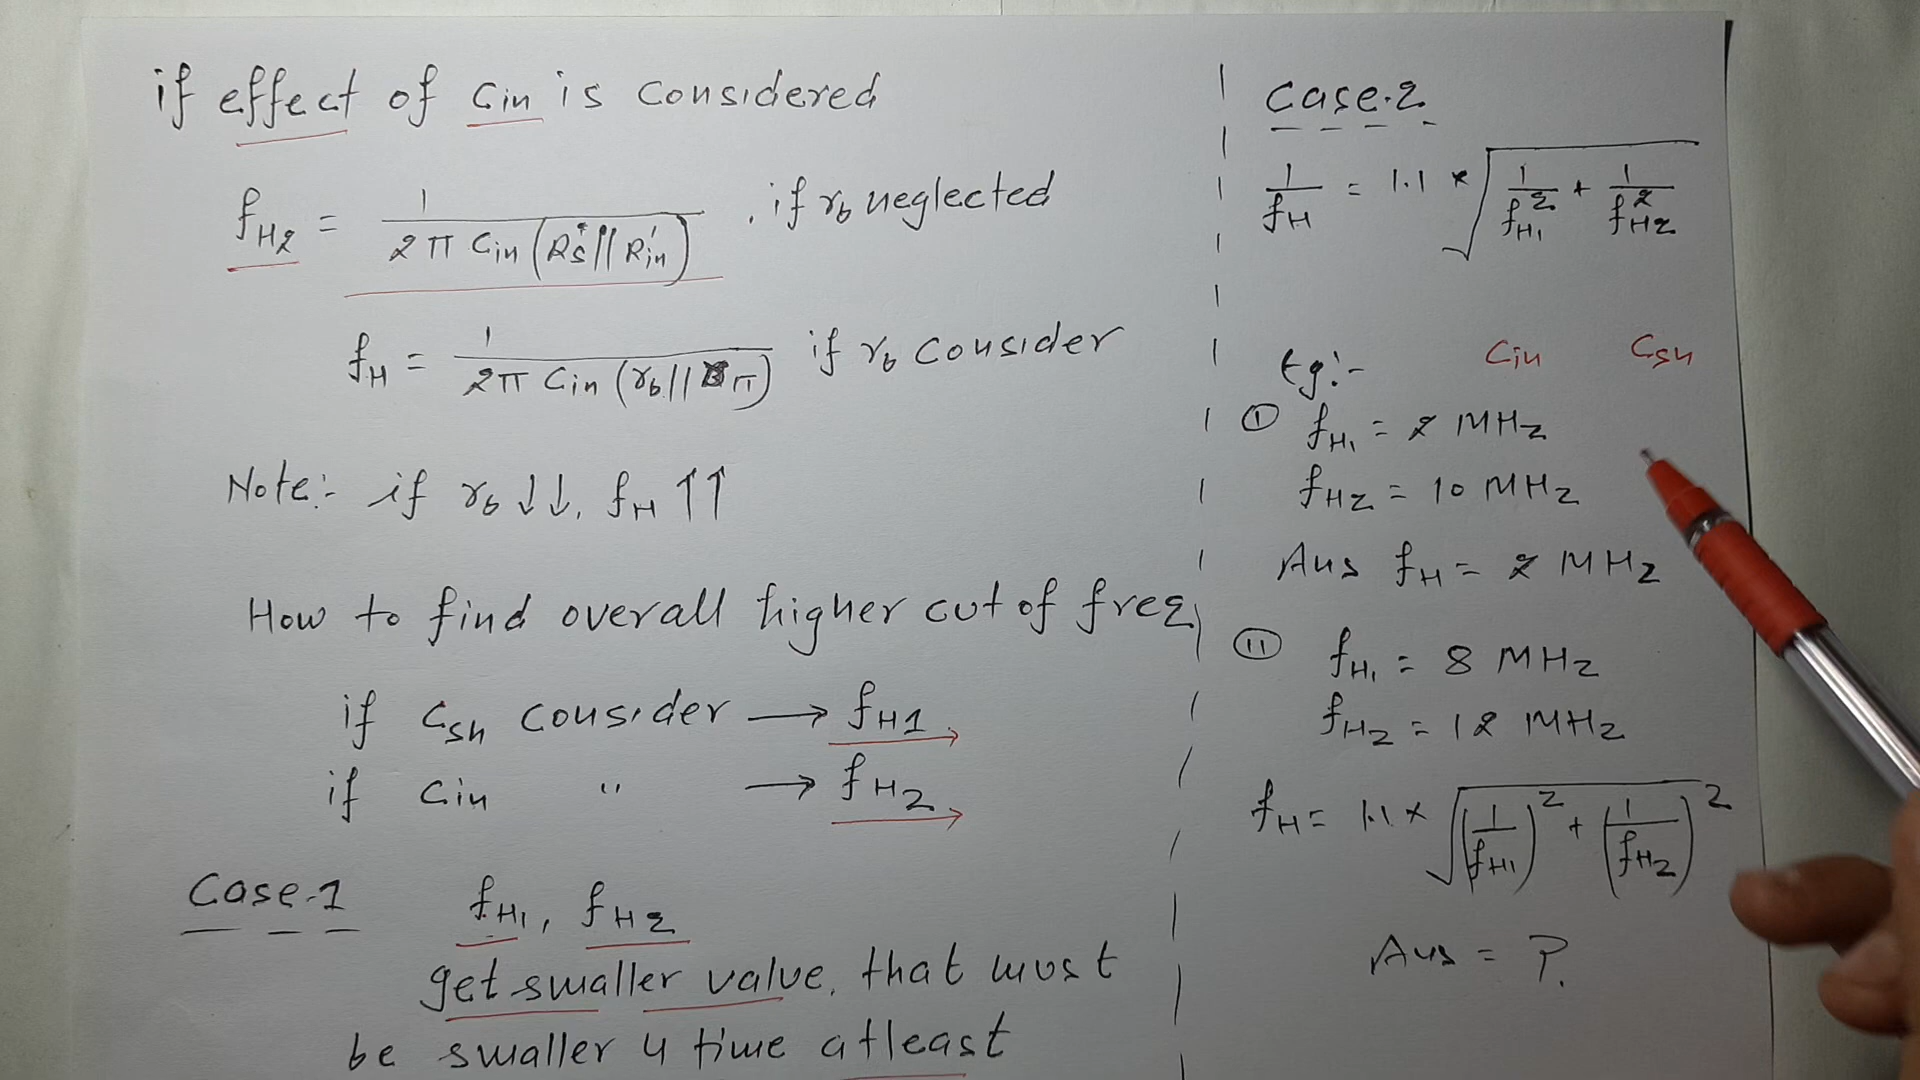 if effect of Cin is considered
fH2 = 1 / 2π Cin (Rs || R'in) , if rb neglected
fH = 1 / 2π Cin (rb || π) if rb consider
Note:- if rb ↓↓, fH ↑↑
How to find overall higher cut of freq
if Csh consider → fH1
if Cin " → fH2
Case-1 fH1, fH2
get smaller value, that must
be smaller 4 time atleast
Case-2
1/fH = 1.1 × √(1/fH1² + 1/fH2²)
Cin Csh
Eg:-
(I) fH1 = 2 MHz
fH2 = 10 MHz
Ans fH = 2 MHz
(II) fH1 = 8 MHz
fH2 = 12 MHz
fH = 1.1 × √((1/fH1)² + (1/fH2)²)
Ans = ?.